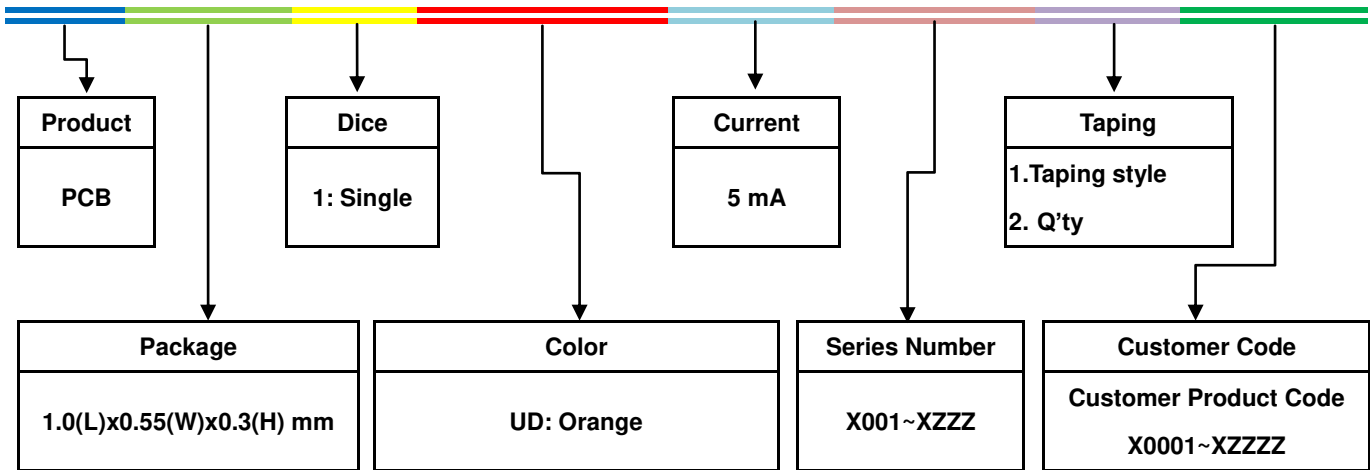 Product
PCB
Dice
1: Single
Current
5 mA
Taping
1.Taping style
2. Q’ty
Package
1.0(L)x0.55(W)x0.3(H) mm
Color
UD: Orange
Series Number
X001~XZZZ
Customer Code
Customer Product Code
X0001~XZZZZ